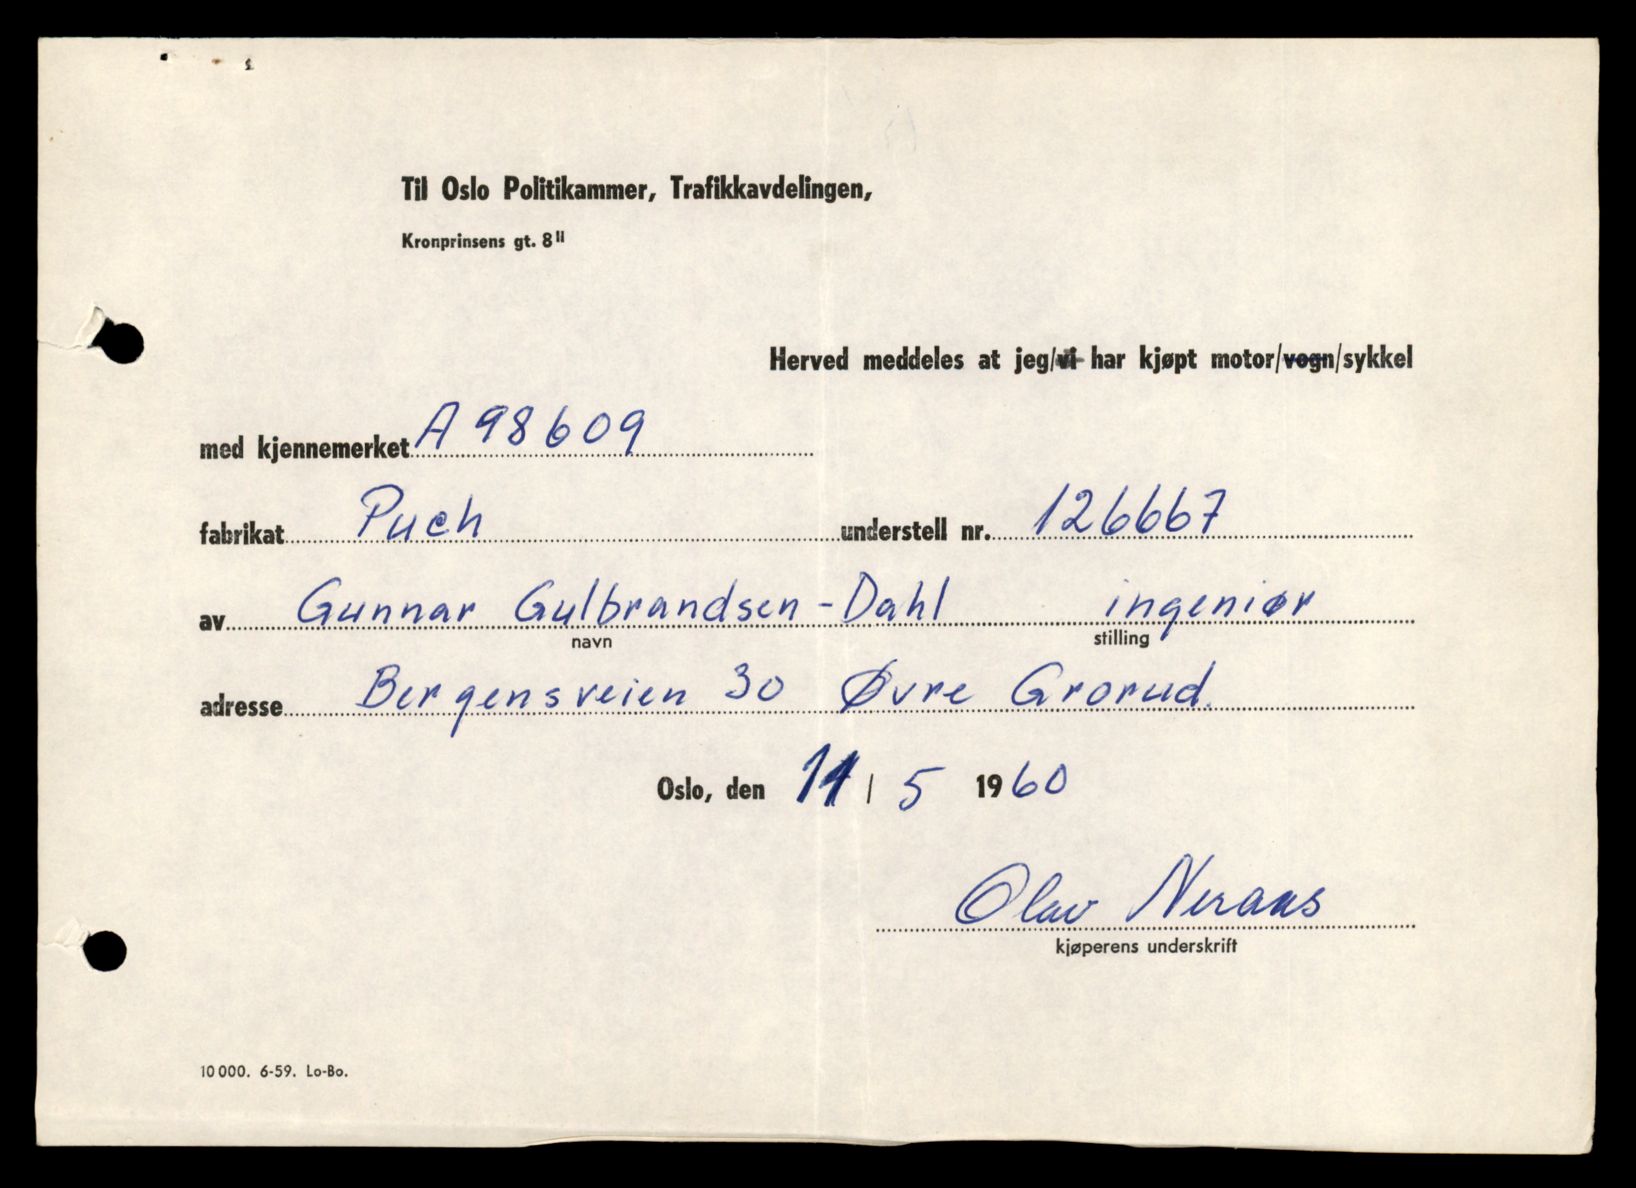 Til Oslo Politikammer, Trafikkavdelingen,
Kronprinsens gt. 8 II
Herved meddeles at jeg/vi har kjøpt motor/vogn/sykkel
med kjennemerket A 98609
fabrikat Puch understell nr. 126667
av Gunnar Gulbrandsen-Dahl ingeniør
navn stilling
adresse Bergensveien 30 Øvre Grorud.
Oslo, den 11 / 5 1960
Olav Neraas
kjøperens underskrift
10 000. 6-59. Lo-Bo.